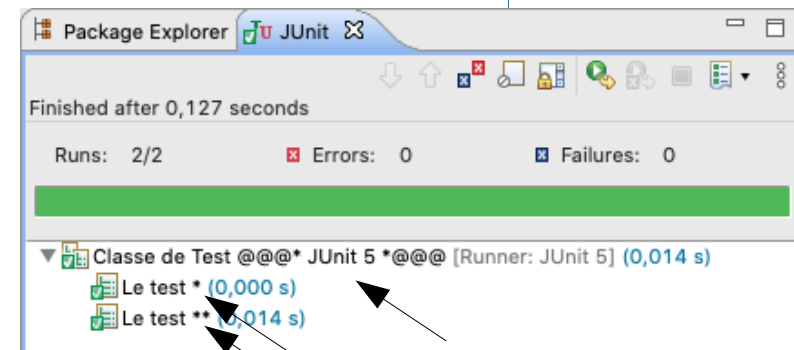 Package Explorer JUnit
Finished after 0,127 seconds
Runs: 2/2 Errors: 0 Failures: 0
Classe de Test @@@* JUnit 5 *@@@ [Runner: JUnit 5] (0,014 s)
Le test * (0,000 s)
Le test ** (0,014 s)